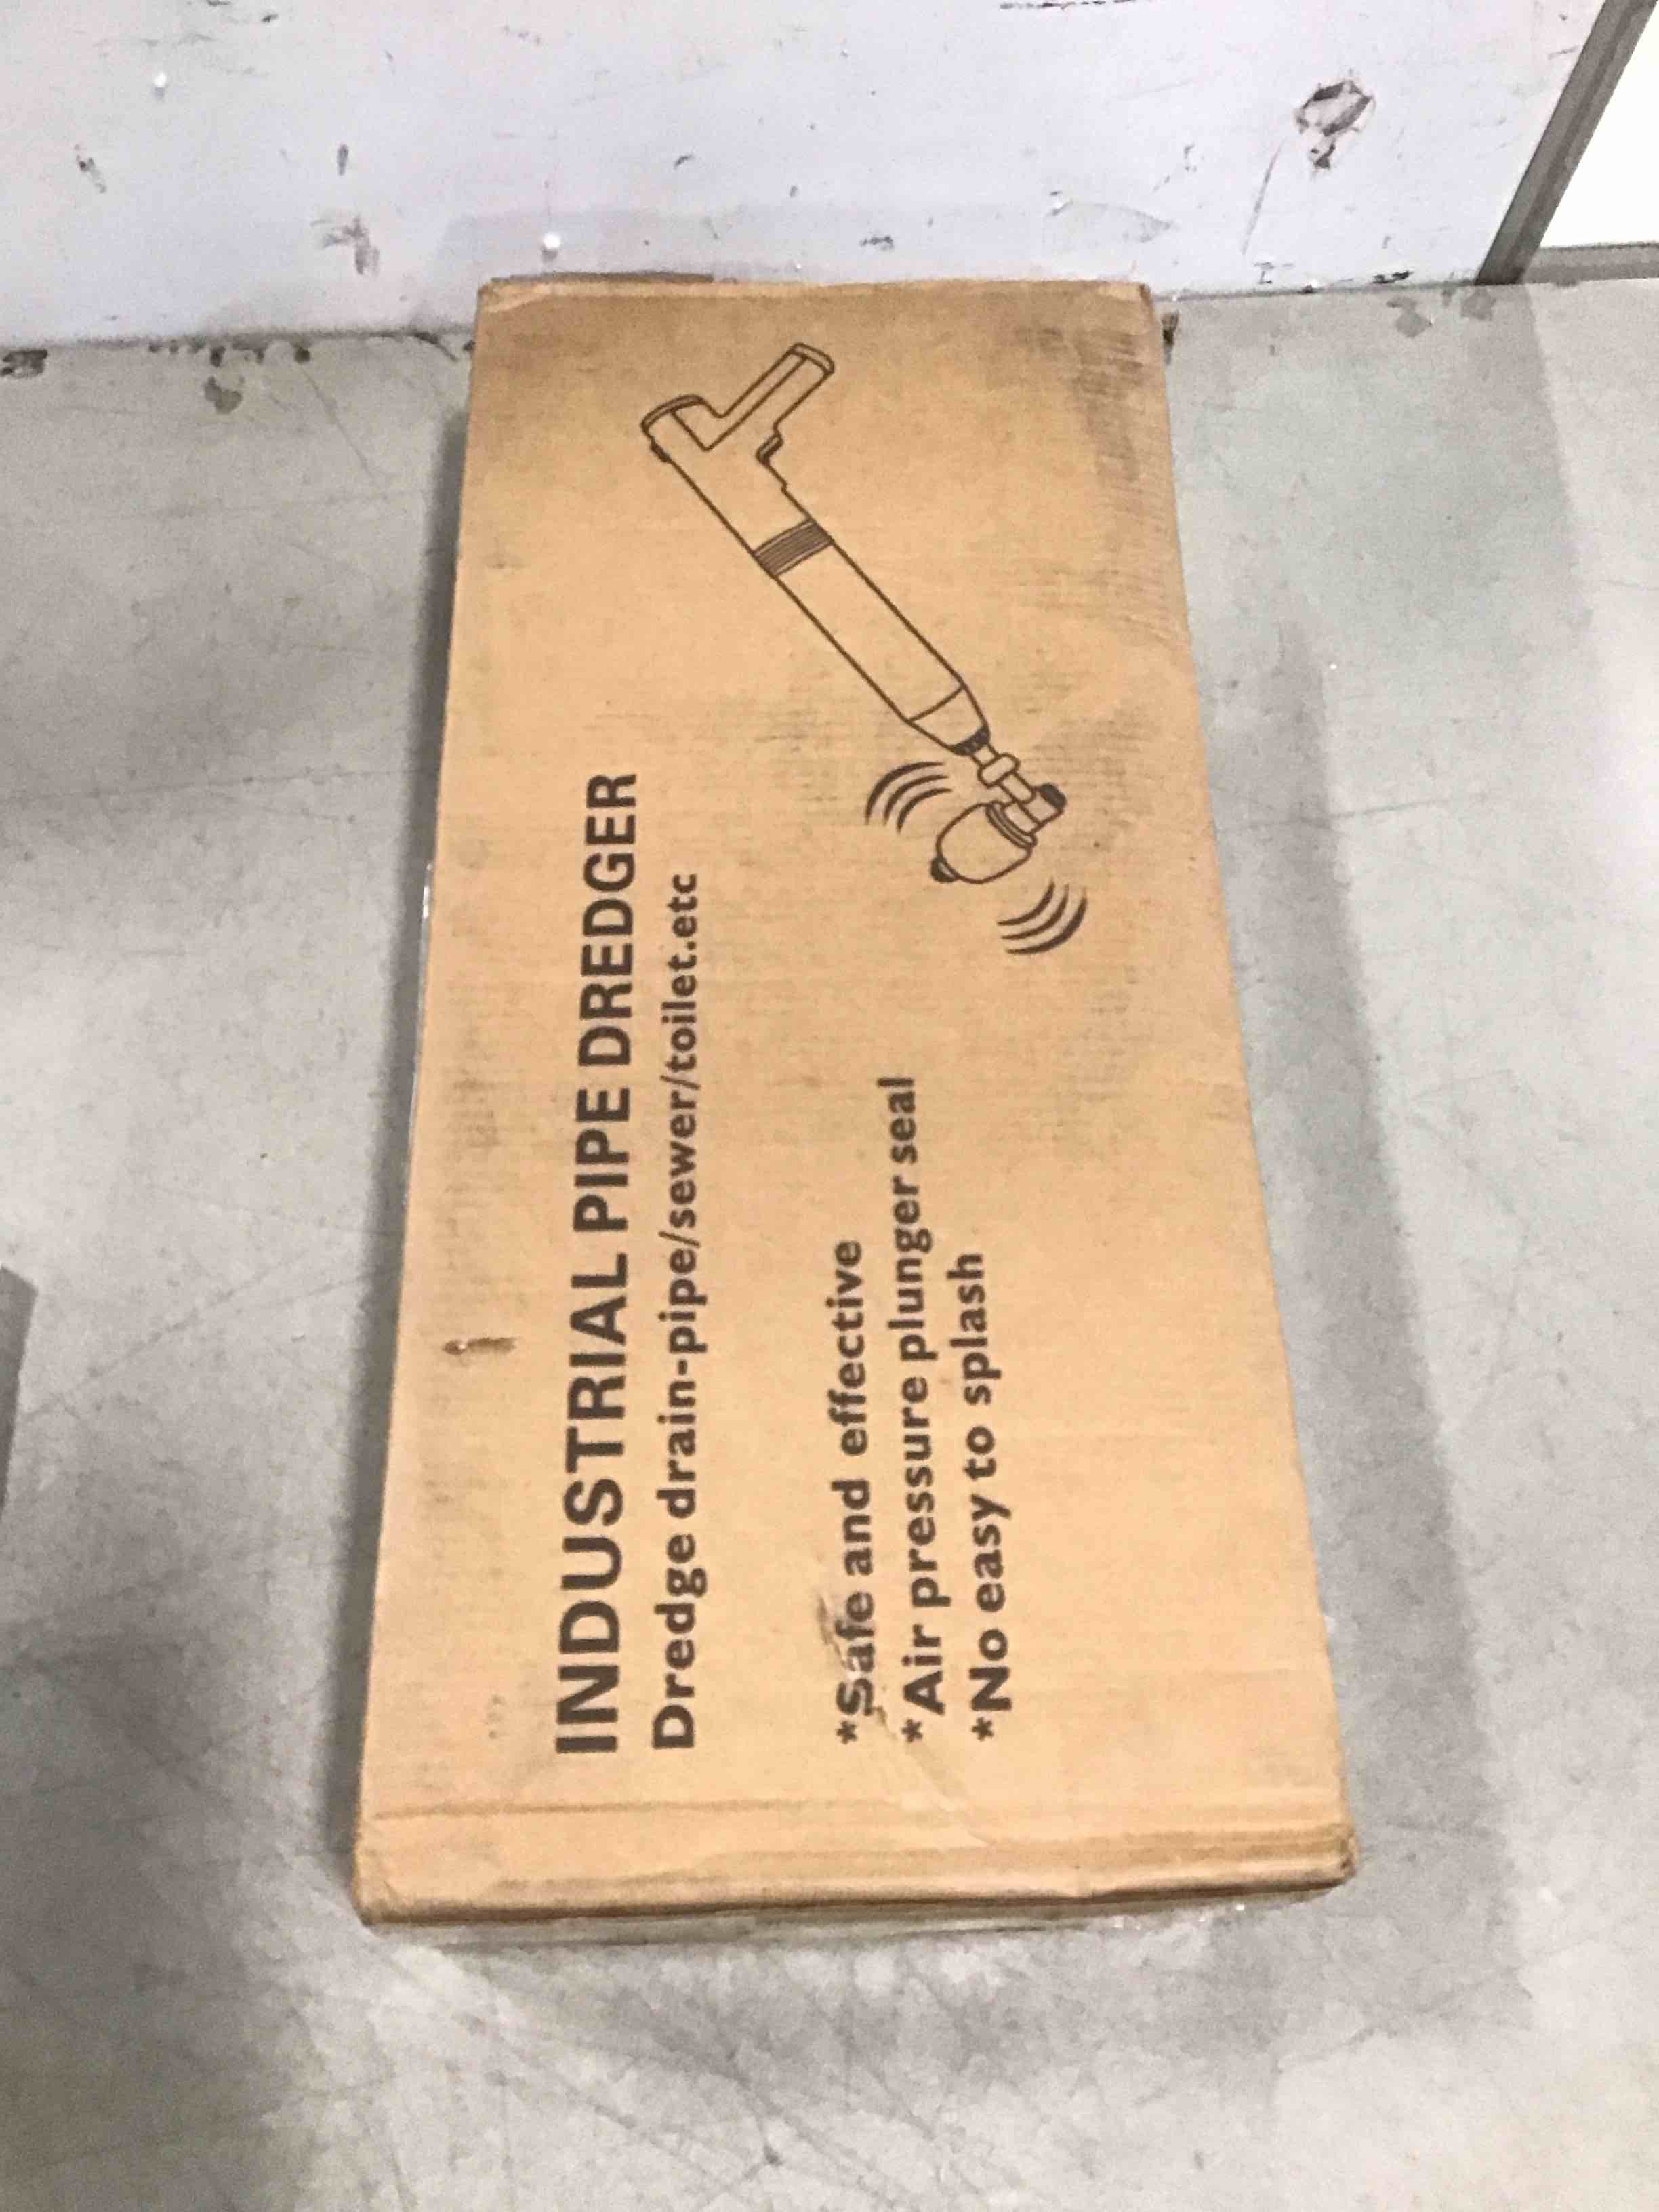 INDUSTRIAL PIPE DREDGER
Dredge drain-pipe/sewer/toilet.etc
*Safe and effective
*Air pressure plunger seal
*No easy to splash